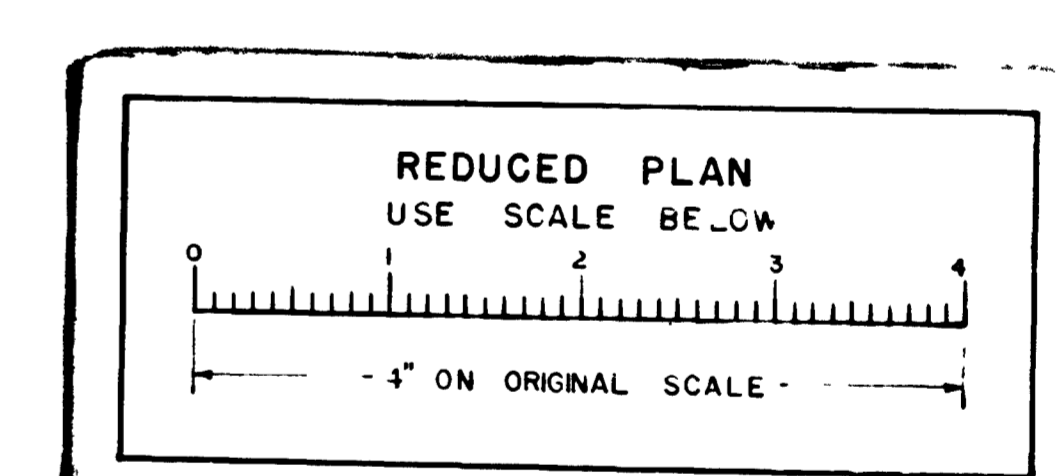 REDUCED PLAN
USE SCALE BELOW
0 1 2 3 4
- 4" ON ORIGINAL SCALE -